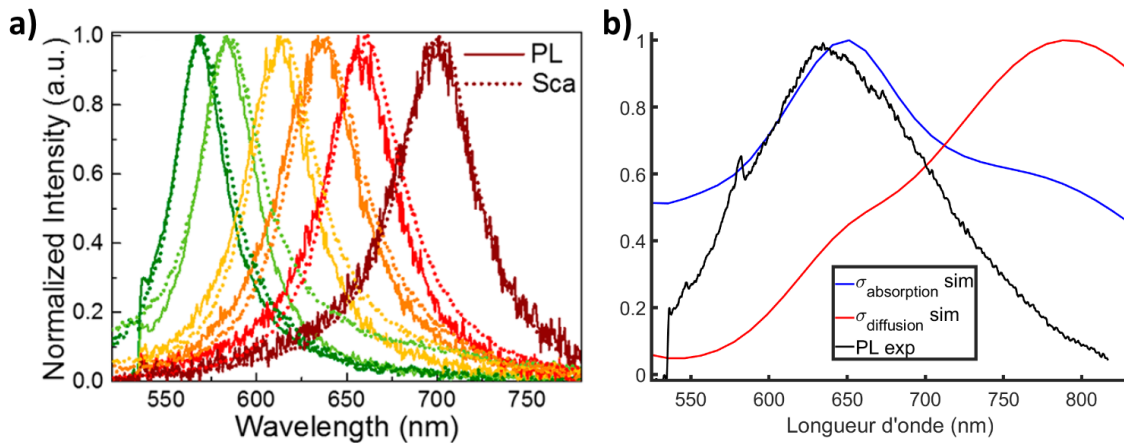 a)
Normalized Intensity (a.u.)
1.0
0.8
0.6
0.4
0.2
0.0
PL
Sca
550 600 650 700 750
Wavelength (nm)
b)
1
0.8
0.6
0.4
0.2
0
σabsorption sim
σdiffusion sim
PL exp
550 600 650 700 750 800
Longueur d'onde (nm)